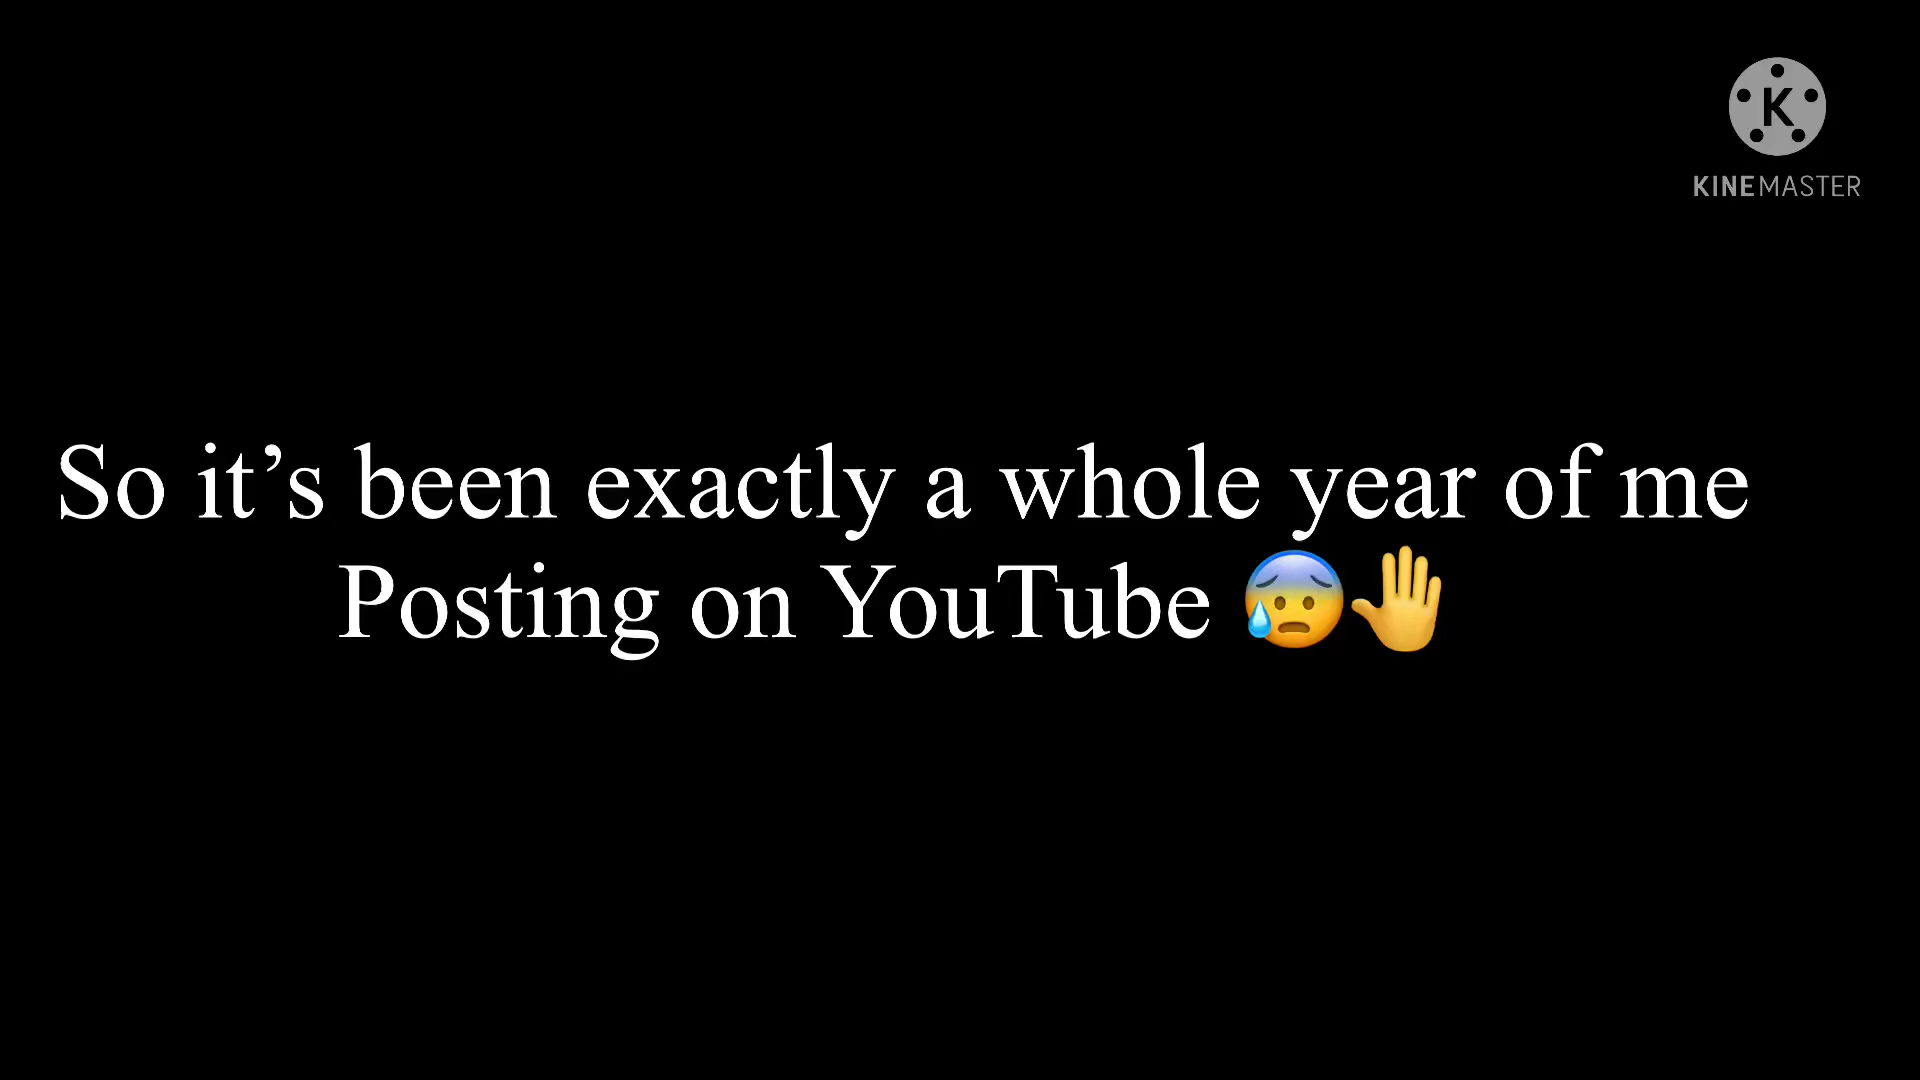 K
KINEMASTER
So it’s been exactly a whole year of me
Posting on YouTube 😰🤚